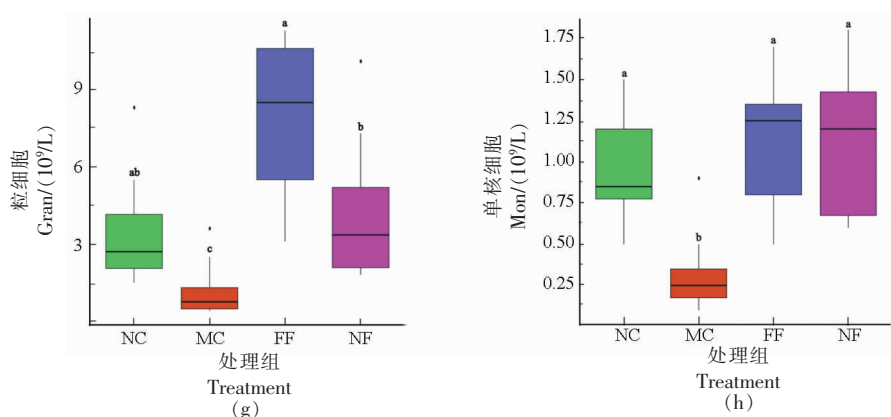 粒细胞
Gran/(10⁹/L)
9
6
3
ab
c
a
b
NC MC FF NF
处理组
Treatment
(g)
单核细胞
Mon/(10⁹/L)
1.75
1.50
1.25
1.00
0.75
0.50
0.25
a
b
a
a
NC MC FF NF
处理组
Treatment
(h)